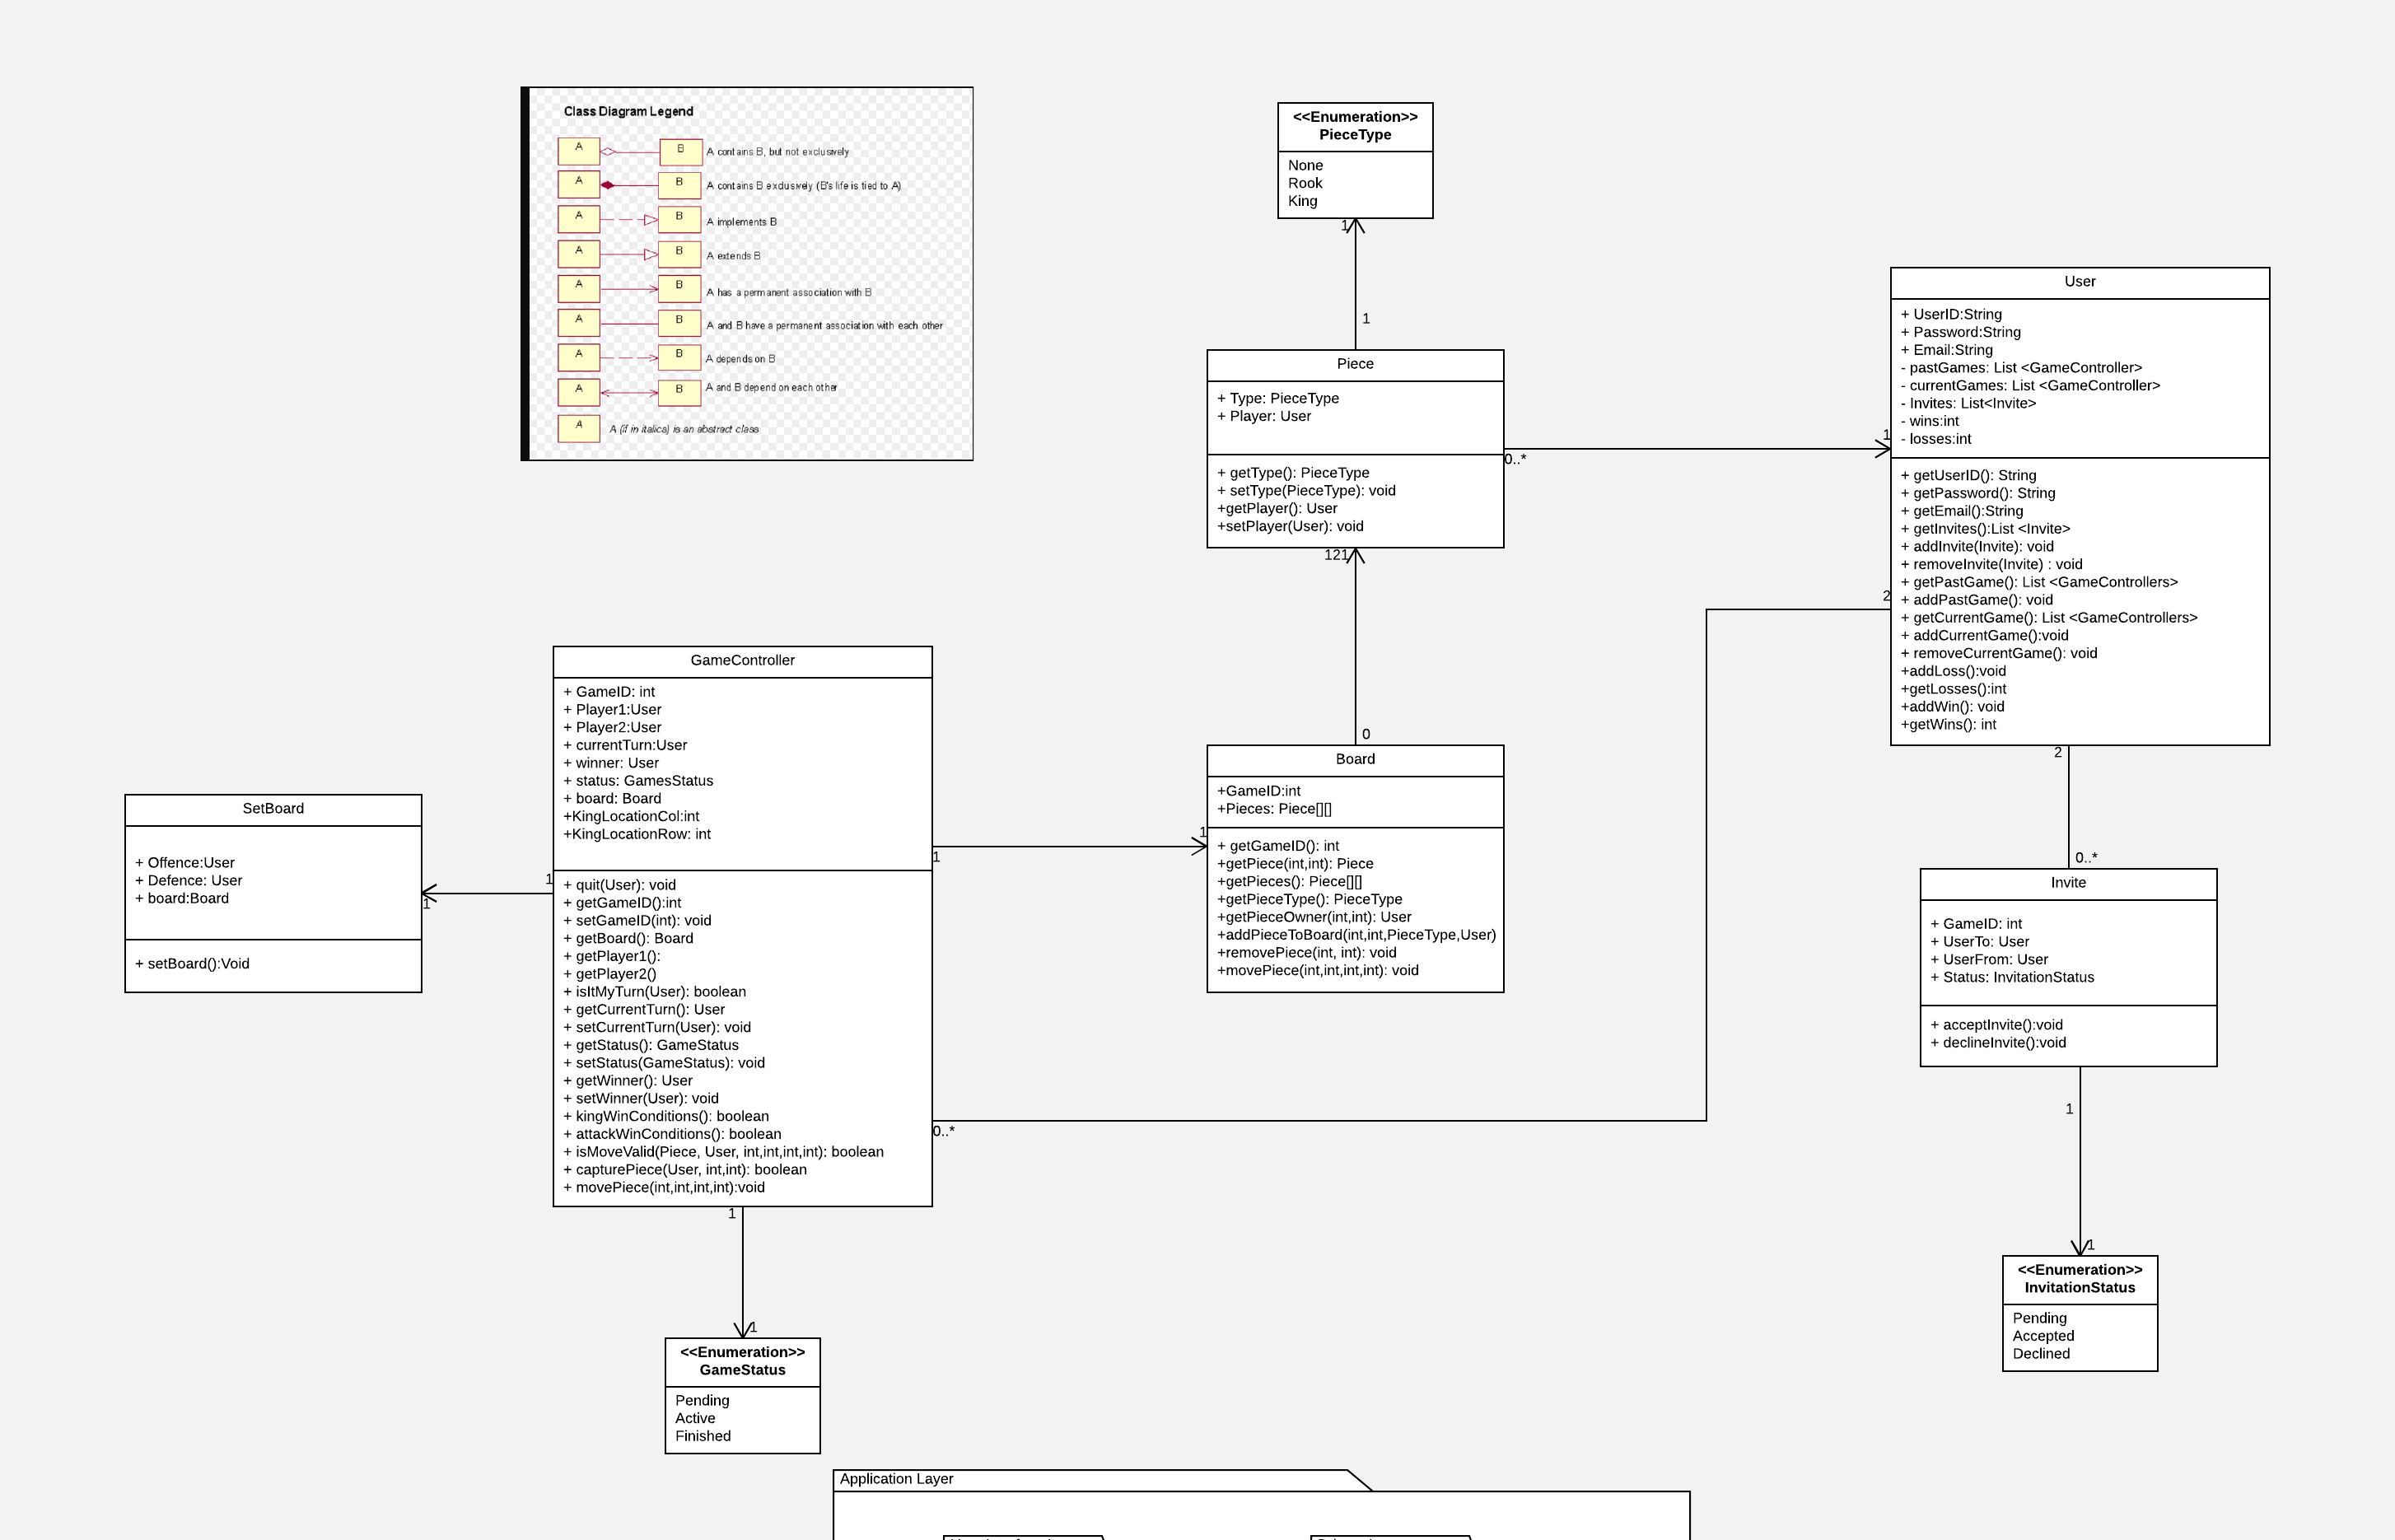 Class Diagram Legend
A
B
A contains B, but not exclusively
A
B
A contains B exclusively (B's life is tied to A)
A
B
A implements B
A
B
A extends B
A
B
A has a permanent association with B
A
B
A and B have a permanent association with each other
A
B
A depends on B
A
B
A and B depend on each other
A
A (if in italics) is an abstract class
<<Enumeration>>
PieceType
None
Rook
King
1
1
Piece
+ Type: PieceType
+ Player: User
+ getType(): PieceType
+ setType(PieceType): void
+getPlayer(): User
+setPlayer(User): void
0..*
1
121
0
User
+ UserID:String
+ Password:String
+ Email:String
- pastGames: List <GameController>
- currentGames: List <GameController>
- Invites: List<Invite>
- wins:int
- losses:int
+ getUserID(): String
+ getPassword(): String
+ getEmail():String
+ getInvites():List <Invite>
+ addInvite(Invite): void
+ removeInvite(Invite) : void
+ getPastGame(): List <GameControllers>
+ addPastGame(): void
+ getCurrentGame(): List <GameControllers>
+ addCurrentGame():void
+ removeCurrentGame(): void
+addLoss():void
+getLosses():int
+addWin(): void
+getWins(): int
2
2
0..*
GameController
+ GameID: int
+ Player1:User
+ Player2:User
+ currentTurn:User
+ winner: User
+ status: GamesStatus
+ board: Board
+KingLocationCol:int
+KingLocationRow: int
+ quit(User): void
+ getGameID():int
+ setGameID(int): void
+ getBoard(): Board
+ getPlayer1():
+ getPlayer2()
+ isItMyTurn(User): boolean
+ getCurrentTurn(): User
+ setCurrentTurn(User): void
+ getStatus(): GameStatus
+ setStatus(GameStatus): void
+ getWinner(): User
+ setWinner(User): void
+ kingWinConditions(): boolean
+ attackWinConditions(): boolean
+ isMoveValid(Piece, User, int,int,int,int): boolean
+ capturePiece(User, int,int): boolean
+ movePiece(int,int,int,int):void
1
1
1
1
0..*
1
1
SetBoard
+ Offence:User
+ Defence: User
+ board:Board
+ setBoard():Void
Board
+GameID:int
+Pieces: Piece[][]
+ getGameID(): int
+getPiece(int,int): Piece
+getPieces(): Piece[][]
+getPieceType(): PieceType
+getPieceOwner(int,int): User
+addPieceToBoard(int,int,PieceType,User)
+removePiece(int, int): void
+movePiece(int,int,int,int): void
Invite
+ GameID: int
+ UserTo: User
+ UserFrom: User
+ Status: InvitationStatus
+ acceptInvite():void
+ declineInvite():void
1
1
<<Enumeration>>
InvitationStatus
Pending
Accepted
Declined
<<Enumeration>>
GameStatus
Pending
Active
Finished
Application Layer